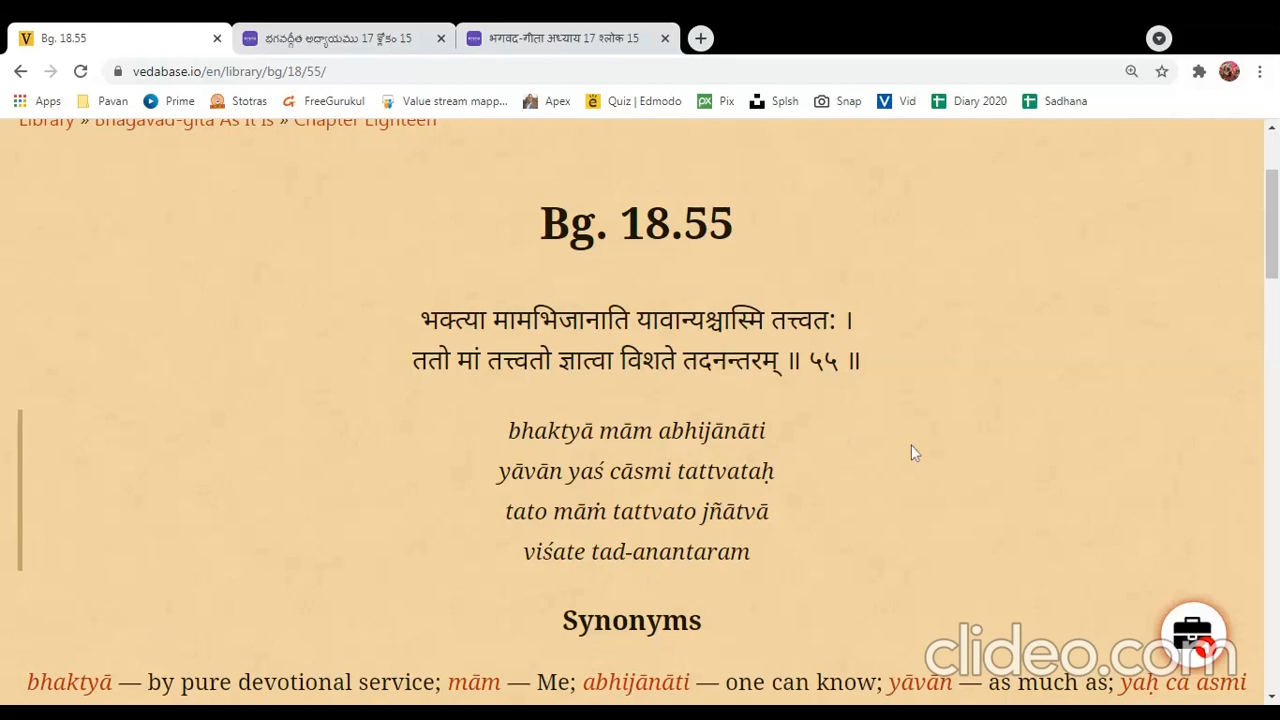 Bg. 18.55
భగవద్గీత అధ్యాయము 17 శ్లోకం 15
भगवद-गीता अध्याय 17 श्लोक 15
vedabase.io/en/library/bg/18/55/
Apps Pavan Prime Stotras FreeGurukul Value stream mapp... Apex Quiz | Edmodo Pix Splsh Snap Vid Diary 2020 Sadhana
Library » Bhagavad-gītā As It Is » Chapter Eighteen
Bg. 18.55
भक्त्या मामभिजानाति यावान्यश्चास्मि तत्त्वत: ।
ततो मां तत्त्वतो ज्ञात्वा विशते तदनन्तरम् ॥ ५५ ॥
bhaktyā mām abhijānāti
yāvān yaś cāsmi tattvataḥ
tato māṁ tattvato jñātvā
viśate tad-anantaram
Synonyms
clideo.com
bhaktyā — by pure devotional service; mām — Me; abhijānāti — one can know; yāvān — as much as; yaḥ ca asmi